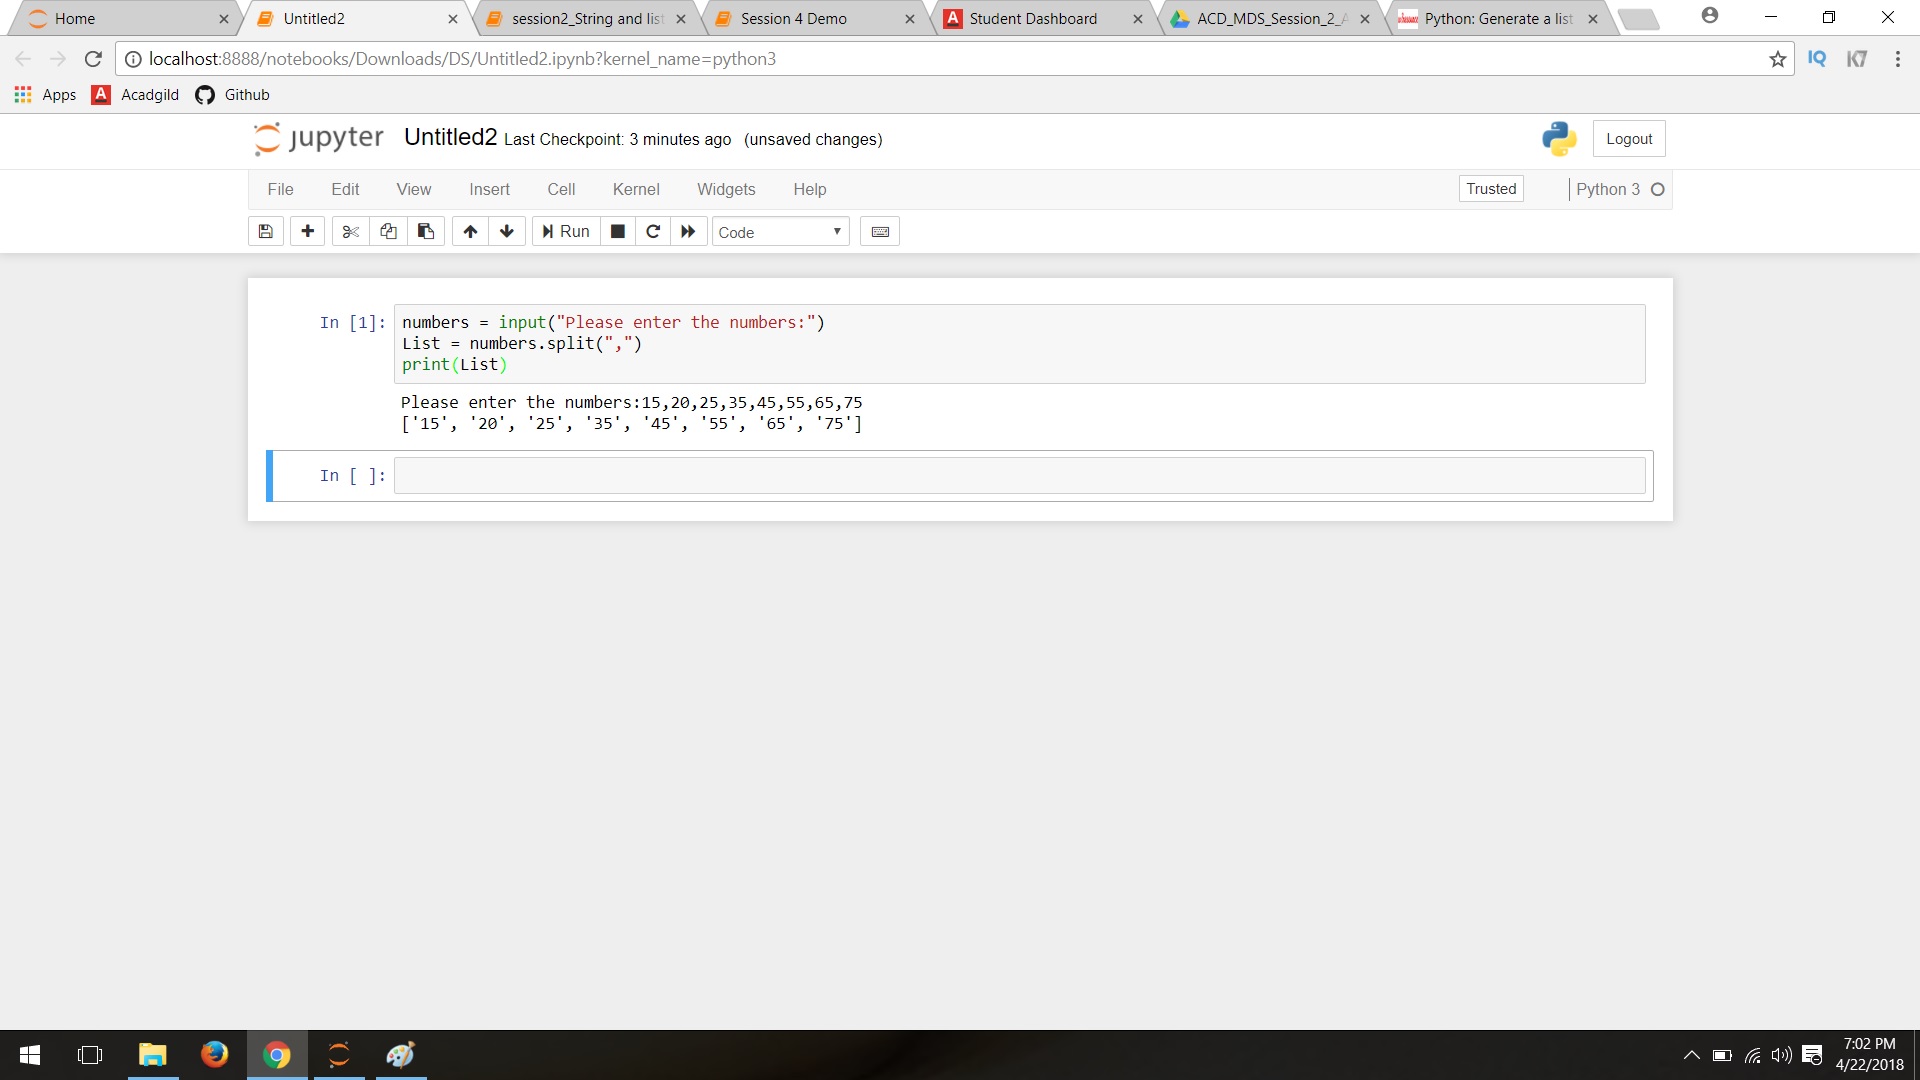 Home
Untitled2
session2_String and list
Session 4 Demo
Student Dashboard
ACD_MDS_Session_2_A
Python: Generate a list
localhost:8888/notebooks/Downloads/DS/Untitled2.ipynb?kernel_name=python3
IQ
K7
Apps
Acadgild
Github
jupyter Untitled2 Last Checkpoint: 3 minutes ago (unsaved changes)
Logout
File Edit View Insert Cell Kernel Widgets Help
Trusted
Python 3
Run
Code
In [1]:
numbers = input("Please enter the numbers:")
List = numbers.split(",")
print(List)
Please enter the numbers:15,20,25,35,45,55,65,75
['15', '20', '25', '35', '45', '55', '65', '75']
In [ ]:
7:02 PM
4/22/2018